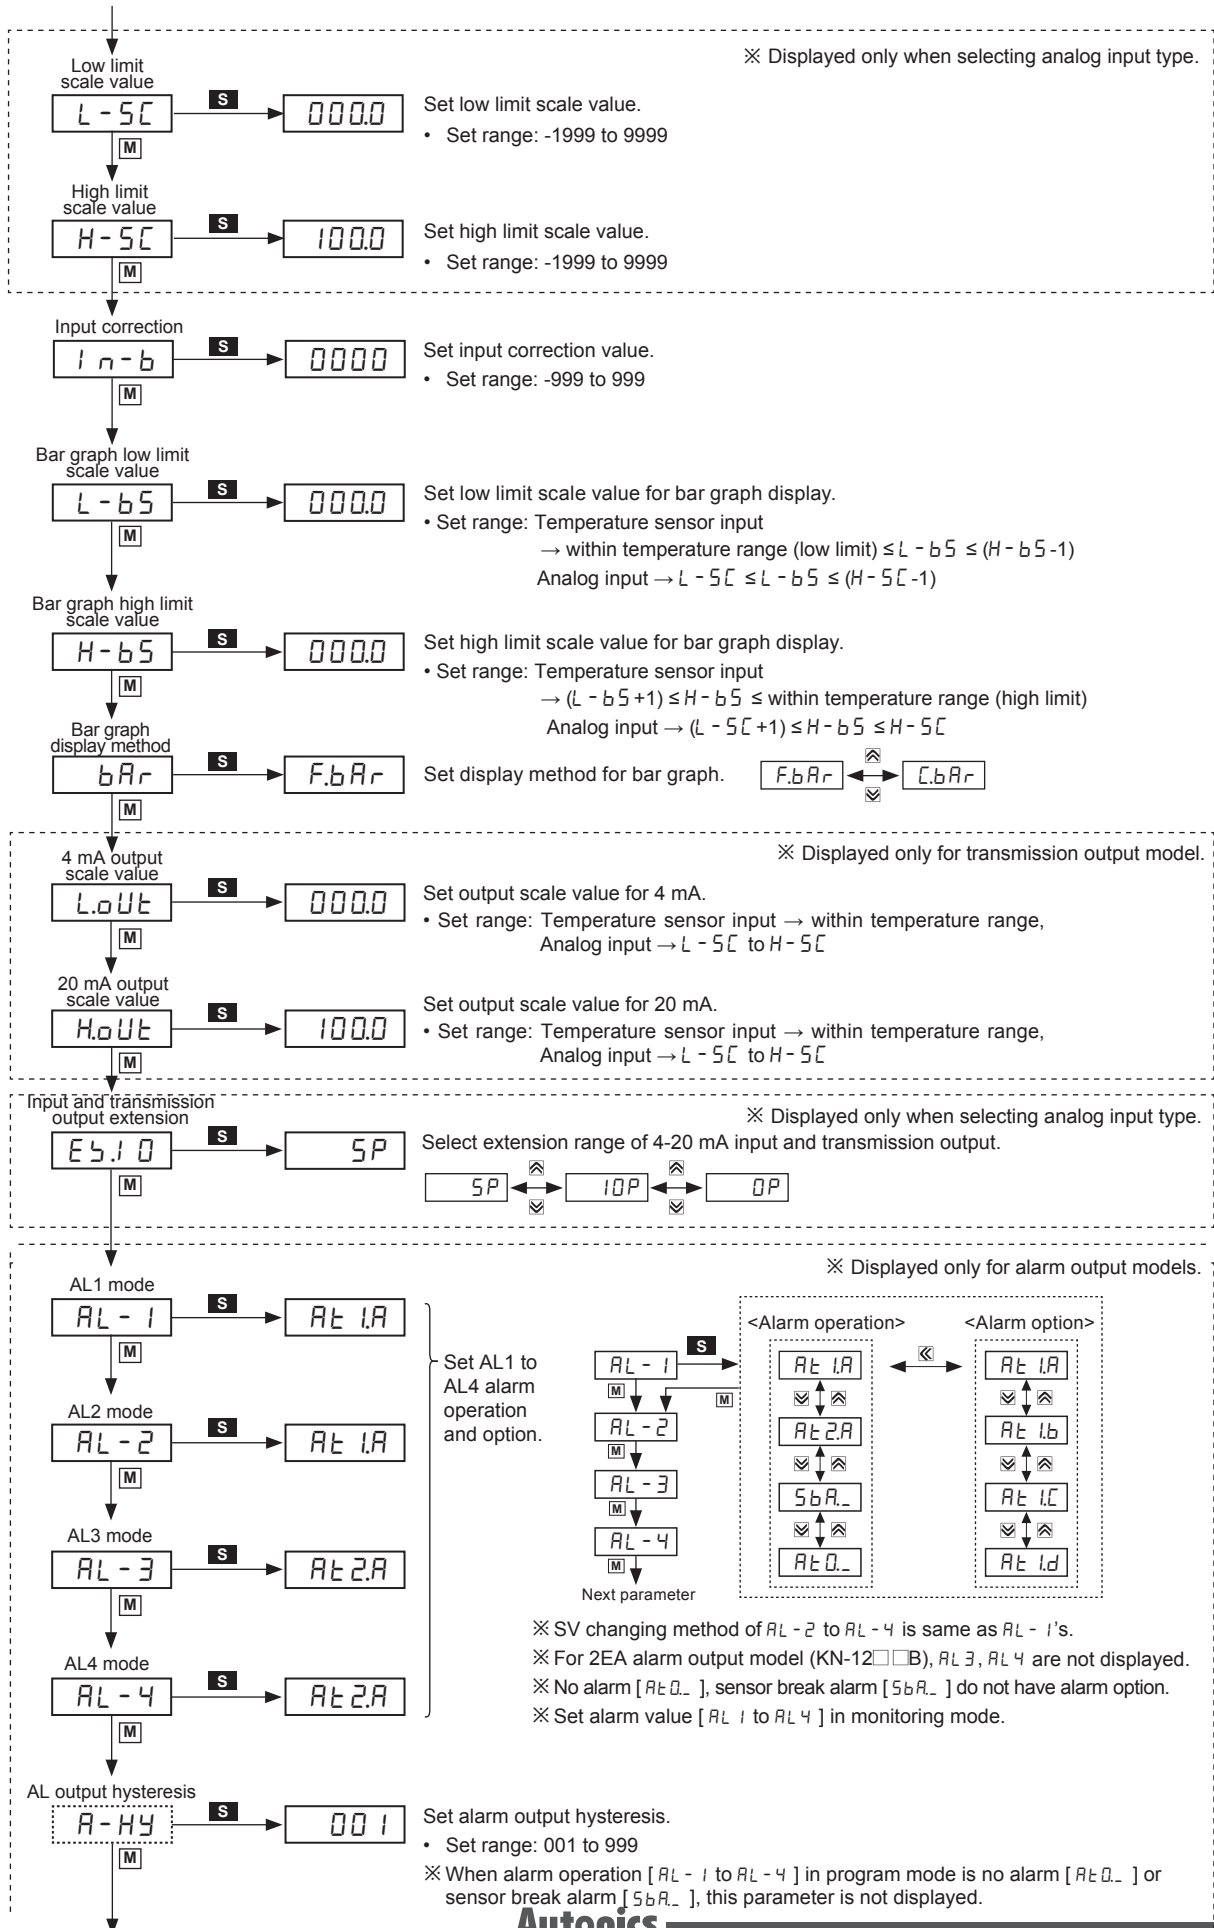 ※ Displayed only when selecting analog input type.
Low limit
scale value
L-SC
S
000.0
Set low limit scale value.
• Set range: -1999 to 9999
M
High limit
scale value
H-SC
S
100.0
Set high limit scale value.
• Set range: -1999 to 9999
M
Input correction
In-b
S
0000
Set input correction value.
• Set range: -999 to 999
M
Bar graph low limit
scale value
L-bS
S
000.0
Set low limit scale value for bar graph display.
• Set range: Temperature sensor input
→ within temperature range (low limit) ≤ L-bS ≤ (H-bS-1)
Analog input → L-SC ≤ L-bS ≤ (H-SC-1)
M
Bar graph high limit
scale value
H-bS
S
000.0
Set high limit scale value for bar graph display.
• Set range: Temperature sensor input
→ (L-bS+1) ≤ H-bS ≤ within temperature range (high limit)
Analog input → (L-SC+1) ≤ H-bS ≤ H-SC
M
Bar graph
display method
bAr
S
F.bAr
Set display method for bar graph.
F.bAr
C.bAr
M
※ Displayed only for transmission output model.
4 mA output
scale value
L.oUt
S
000.0
Set output scale value for 4 mA.
• Set range: Temperature sensor input → within temperature range,
Analog input → L-SC to H-SC
M
20 mA output
scale value
H.oUt
S
100.0
Set output scale value for 20 mA.
• Set range: Temperature sensor input → within temperature range,
Analog input → L-SC to H-SC
M
※ Displayed only when selecting analog input type.
Input and transmission
output extension
ES.IO
S
5P
Select extension range of 4-20 mA input and transmission output.
5P
10P
0P
M
※ Displayed only for alarm output models.
AL1 mode
AL-1
S
At1.A
M
AL2 mode
AL-2
S
At1.A
M
AL3 mode
AL-3
S
At2.A
M
AL4 mode
AL-4
S
At2.A
M
Set AL1 to
AL4 alarm
operation
and option.
AL-1
S
M
M
AL-2
M
AL-3
M
AL-4
M
Next parameter
<Alarm operation>
At1.A
At2.A
SbA._
At0._
<Alarm option>
At1.A
At1.b
At1.C
At1.d
※ SV changing method of AL-2 to AL-4 is same as AL-1's.
※ For 2EA alarm output model (KN-12□□B), AL3, AL4 are not displayed.
※ No alarm [ At0._ ], sensor break alarm [ SbA._ ] do not have alarm option.
※ Set alarm value [ AL1 to AL4 ] in monitoring mode.
AL output hysteresis
A-HY
S
001
Set alarm output hysteresis.
• Set range: 001 to 999
※ When alarm operation [ AL-1 to AL-4 ] in program mode is no alarm [ At0._ ] or
sensor break alarm [ SbA._ ], this parameter is not displayed.
M
Autonics